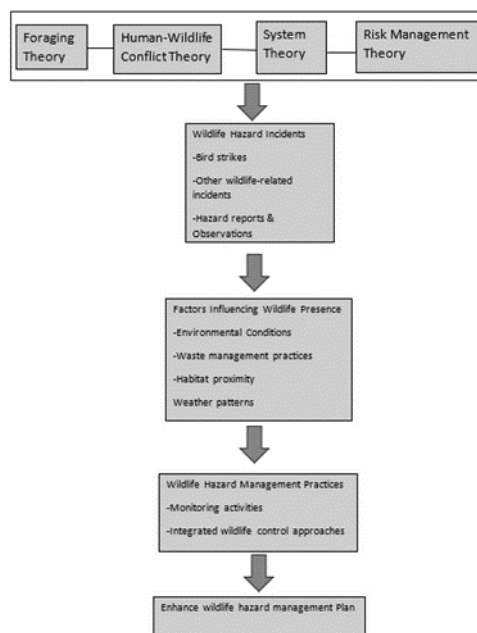 Foraging
Theory
Human-Wildlife
Conflict Theory
System
Theory
Risk Management
Theory
Wildlife Hazard Incidents
-Bird strikes
-Other wildlife-related
incidents
-Hazard reports &
Observations
Factors Influencing Wildlife Presence
-Environmental Conditions
-Waste management practices
-Habitat proximity
Weather patterns
Wildlife Hazard Management Practices
-Monitoring activities
-Integrated wildlife control approaches
Enhance wildlife hazard management Plan